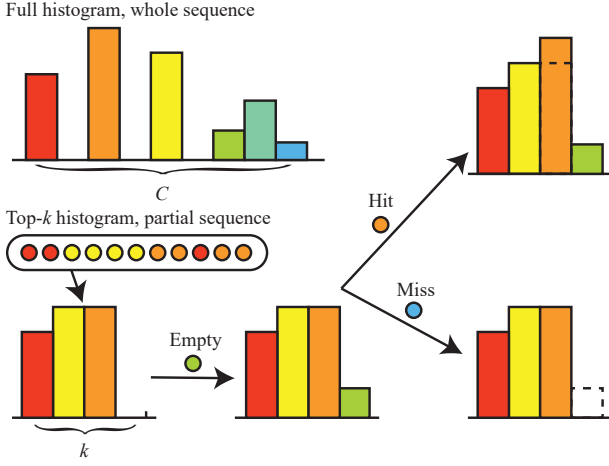 Full histogram, whole sequence
C
Top-k histogram, partial sequence
Hit
Miss
Empty
k